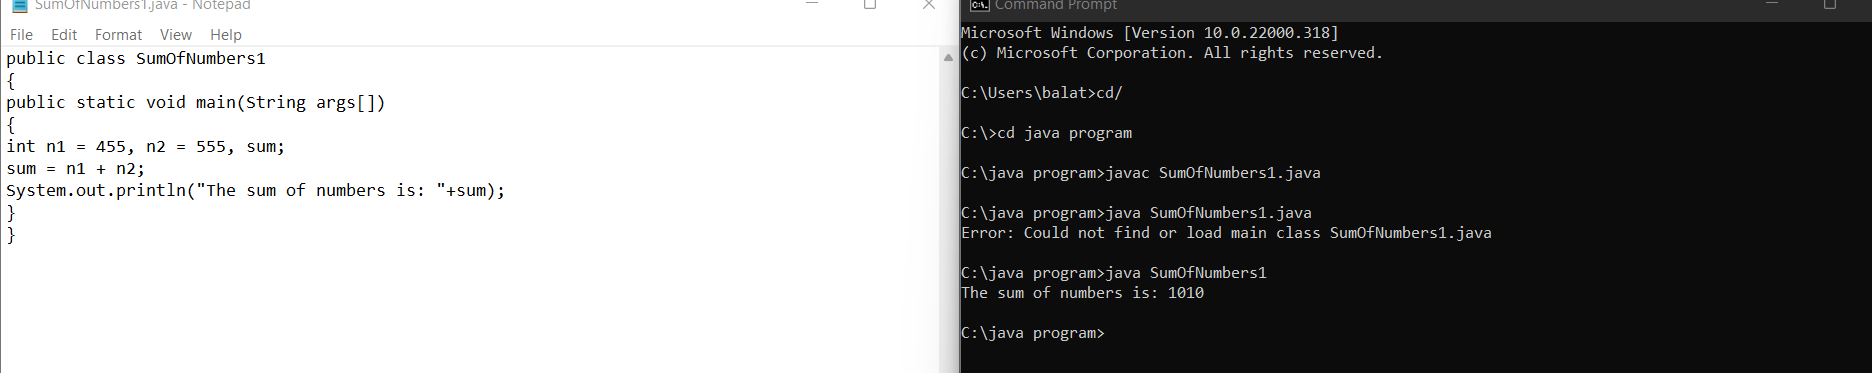 SumOfNumbers1.java - Notepad
File Edit Format View Help
public class SumOfNumbers1
{
public static void main(String args[])
{
int n1 = 455, n2 = 555, sum;
sum = n1 + n2;
System.out.println("The sum of numbers is: "+sum);
}
}
Command Prompt
Microsoft Windows [Version 10.0.22000.318]
(c) Microsoft Corporation. All rights reserved.
C:\Users\balat>cd/
C:\>cd java program
C:\java program>javac SumOfNumbers1.java
C:\java program>java SumOfNumbers1.java
Error: Could not find or load main class SumOfNumbers1.java
C:\java program>java SumOfNumbers1
The sum of numbers is: 1010
C:\java program>